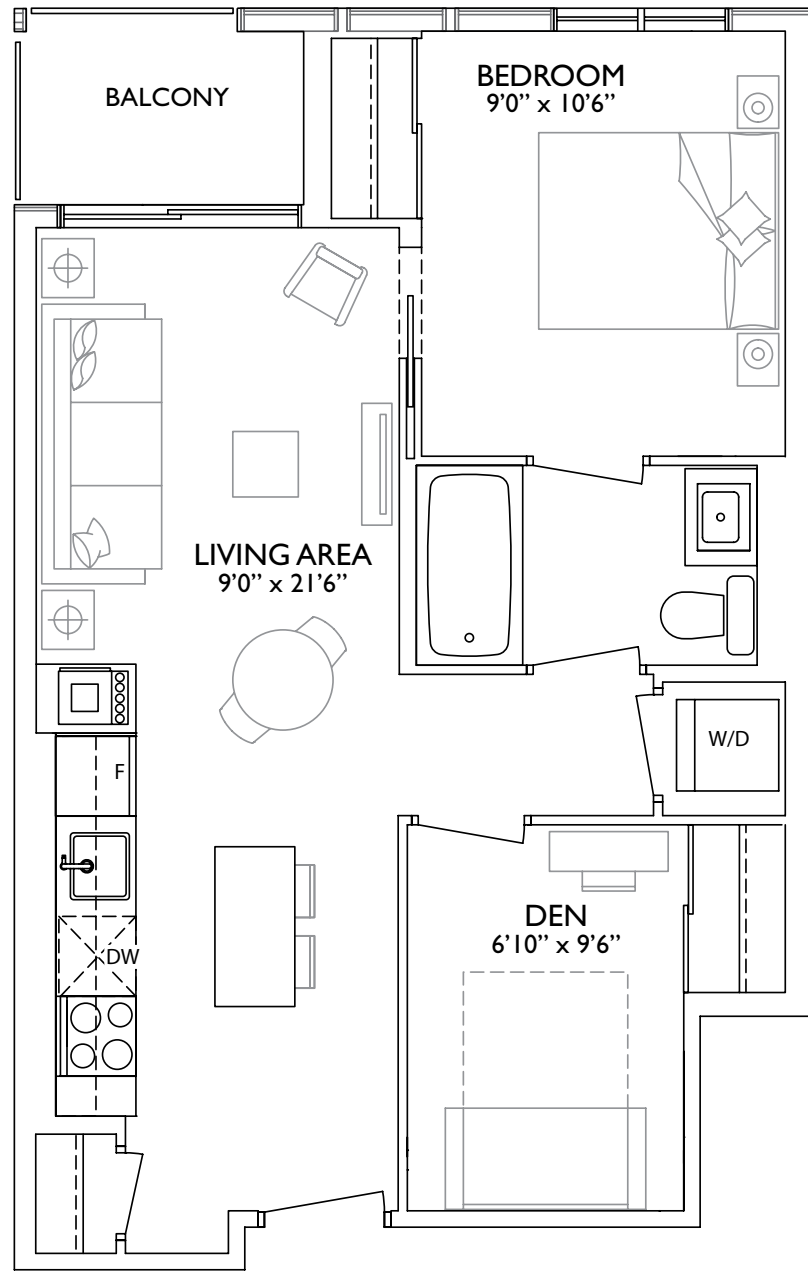 BALCONY
BEDROOM
9'0” x 10'6”
LIVING AREA
9'0” x 21'6”
W/D
F
DEN
6'10” x 9'6”
DW